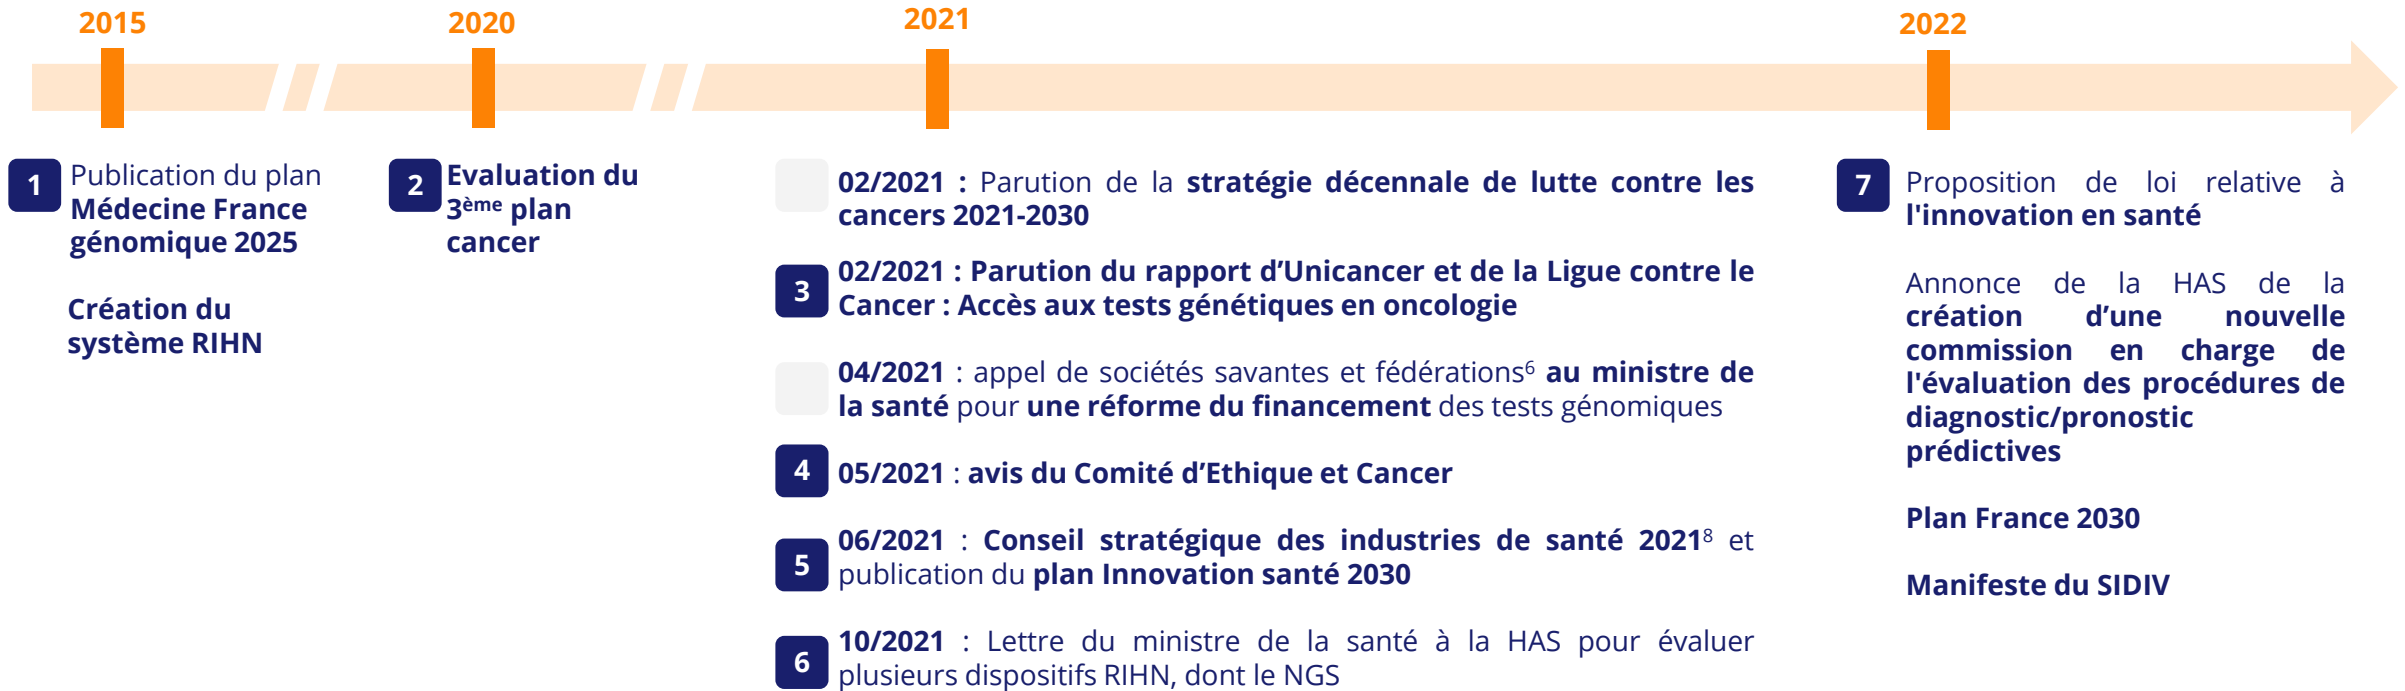 2015
2020
2021
2022
1
Publication du plan
Médecine France
génomique 2025
Création du
système RIHN
2
Evaluation du
3ème plan
cancer
02/2021 : Parution de la stratégie décennale de lutte contre les
cancers 2021-2030
3
02/2021 : Parution du rapport d’Unicancer et de la Ligue contre le
Cancer : Accès aux tests génétiques en oncologie
04/2021 : appel de sociétés savantes et fédérations6 au ministre de
la santé pour une réforme du financement des tests génomiques
4
05/2021 : avis du Comité d’Ethique et Cancer
5
06/2021 : Conseil stratégique des industries de santé 20218 et
publication du plan Innovation santé 2030
6
10/2021 : Lettre du ministre de la santé à la HAS pour évaluer
plusieurs dispositifs RIHN, dont le NGS
7
Proposition de loi relative à
l'innovation en santé
Annonce de la HAS de la
création d’une nouvelle
commission en charge de
l'évaluation des procédures de
diagnostic/pronostic
prédictives
Plan France 2030
Manifeste du SIDIV